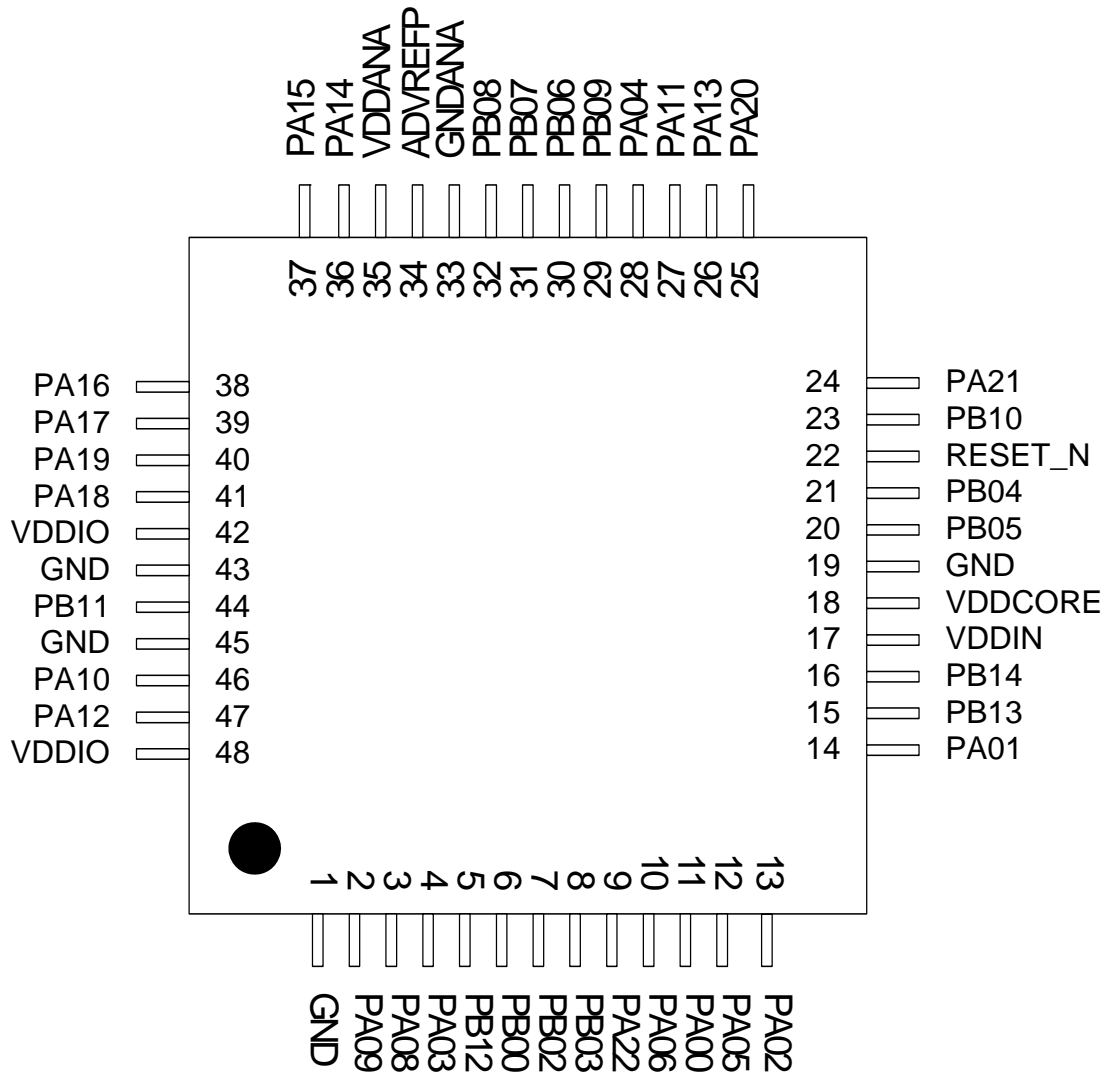 PA15
PA14
VDDANA
ADVREFP
GNDANA
PB08
PB07
PB06
PB09
PA04
PA11
PA13
PA20
37
36
35
34
33
32
31
30
29
28
27
26
25
PA16 38
PA17 39
PA19 40
PA18 41
VDDIO 42
GND 43
PB11 44
GND 45
PA10 46
PA12 47
VDDIO 48
24 PA21
23 PB10
22 RESET_N
21 PB04
20 PB05
19 GND
18 VDDCORE
17 VDDIN
16 PB14
15 PB13
14 PA01
1
2
3
4
5
6
7
8
9
10
11
12
13
GND
PA09
PA08
PA03
PB12
PB00
PB02
PB03
PA22
PA06
PA00
PA05
PA02